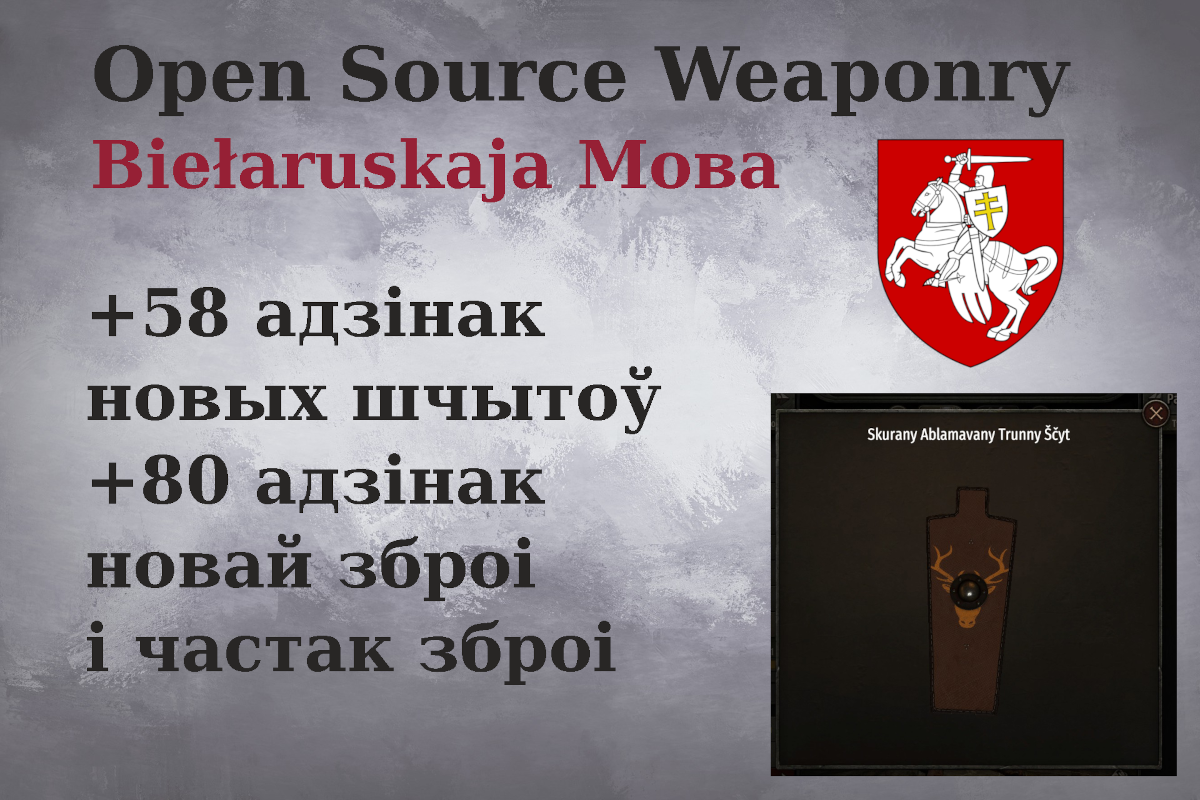 Open Source Weaponry
Biełaruskaja Мова
+58 адзінак
новых шчытоў
+80 адзінак
новай зброі
і частак зброі
Skurany Ablamavany Trunny Ščyt